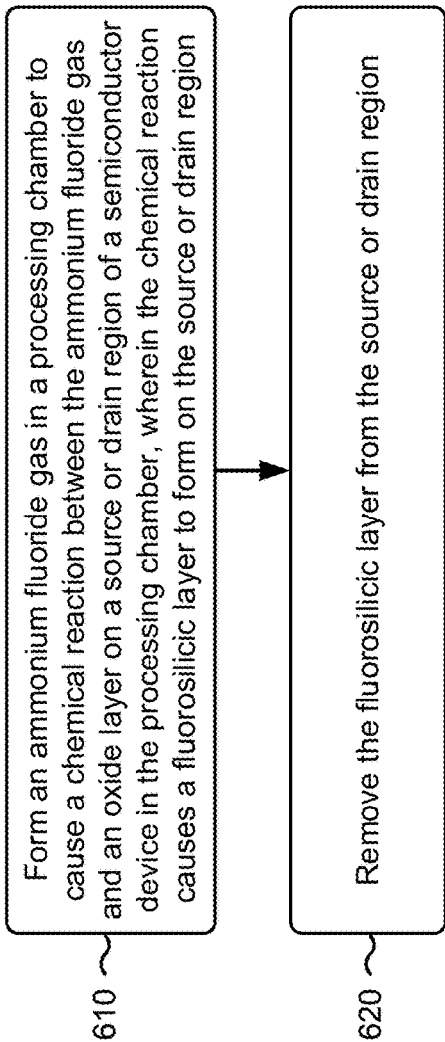 Form an ammonium fluoride gas in a processing chamber to
cause a chemical reaction between the ammonium fluoride gas
and an oxide layer on a source or drain region of a semiconductor
device in the processing chamber, wherein the chemical reaction
causes a fluorosilicic layer to form on the source or drain region
610
Remove the fluorosilicic layer from the source or drain region
620